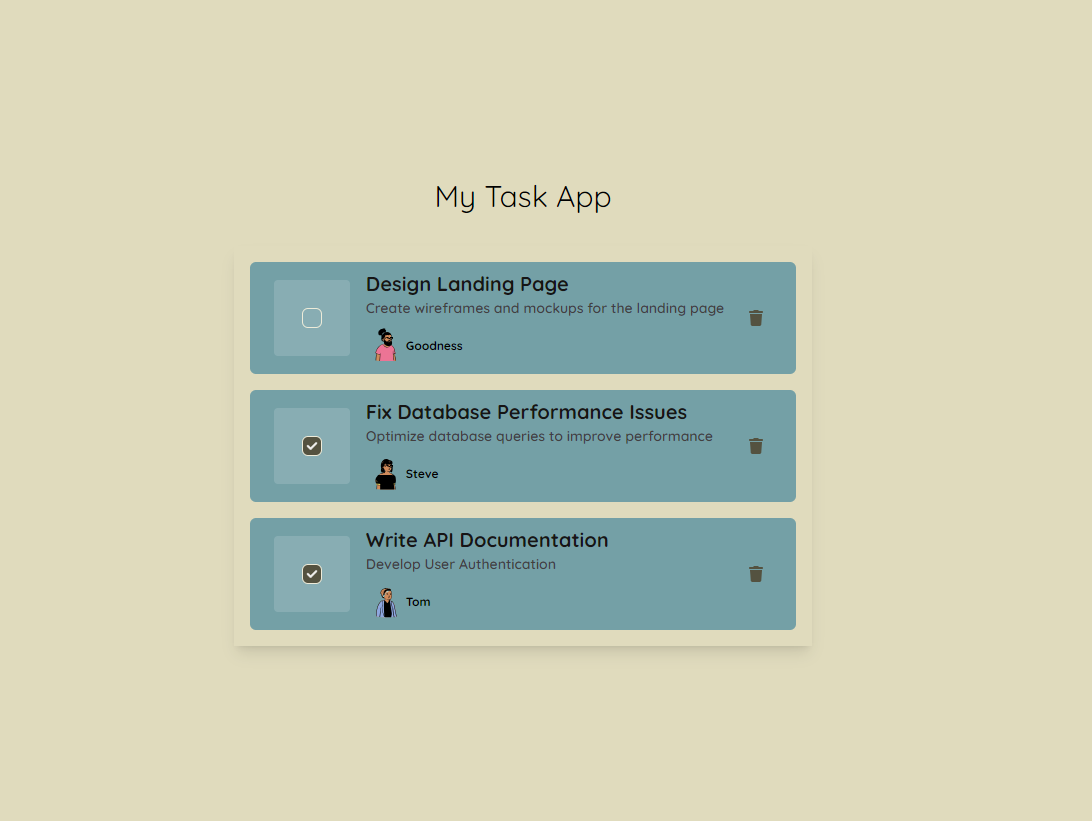 My Task App
Design Landing Page
Create wireframes and mockups for the landing page
Goodness
Fix Database Performance Issues
Optimize database queries to improve performance
Steve
Write API Documentation
Develop User Authentication
Tom